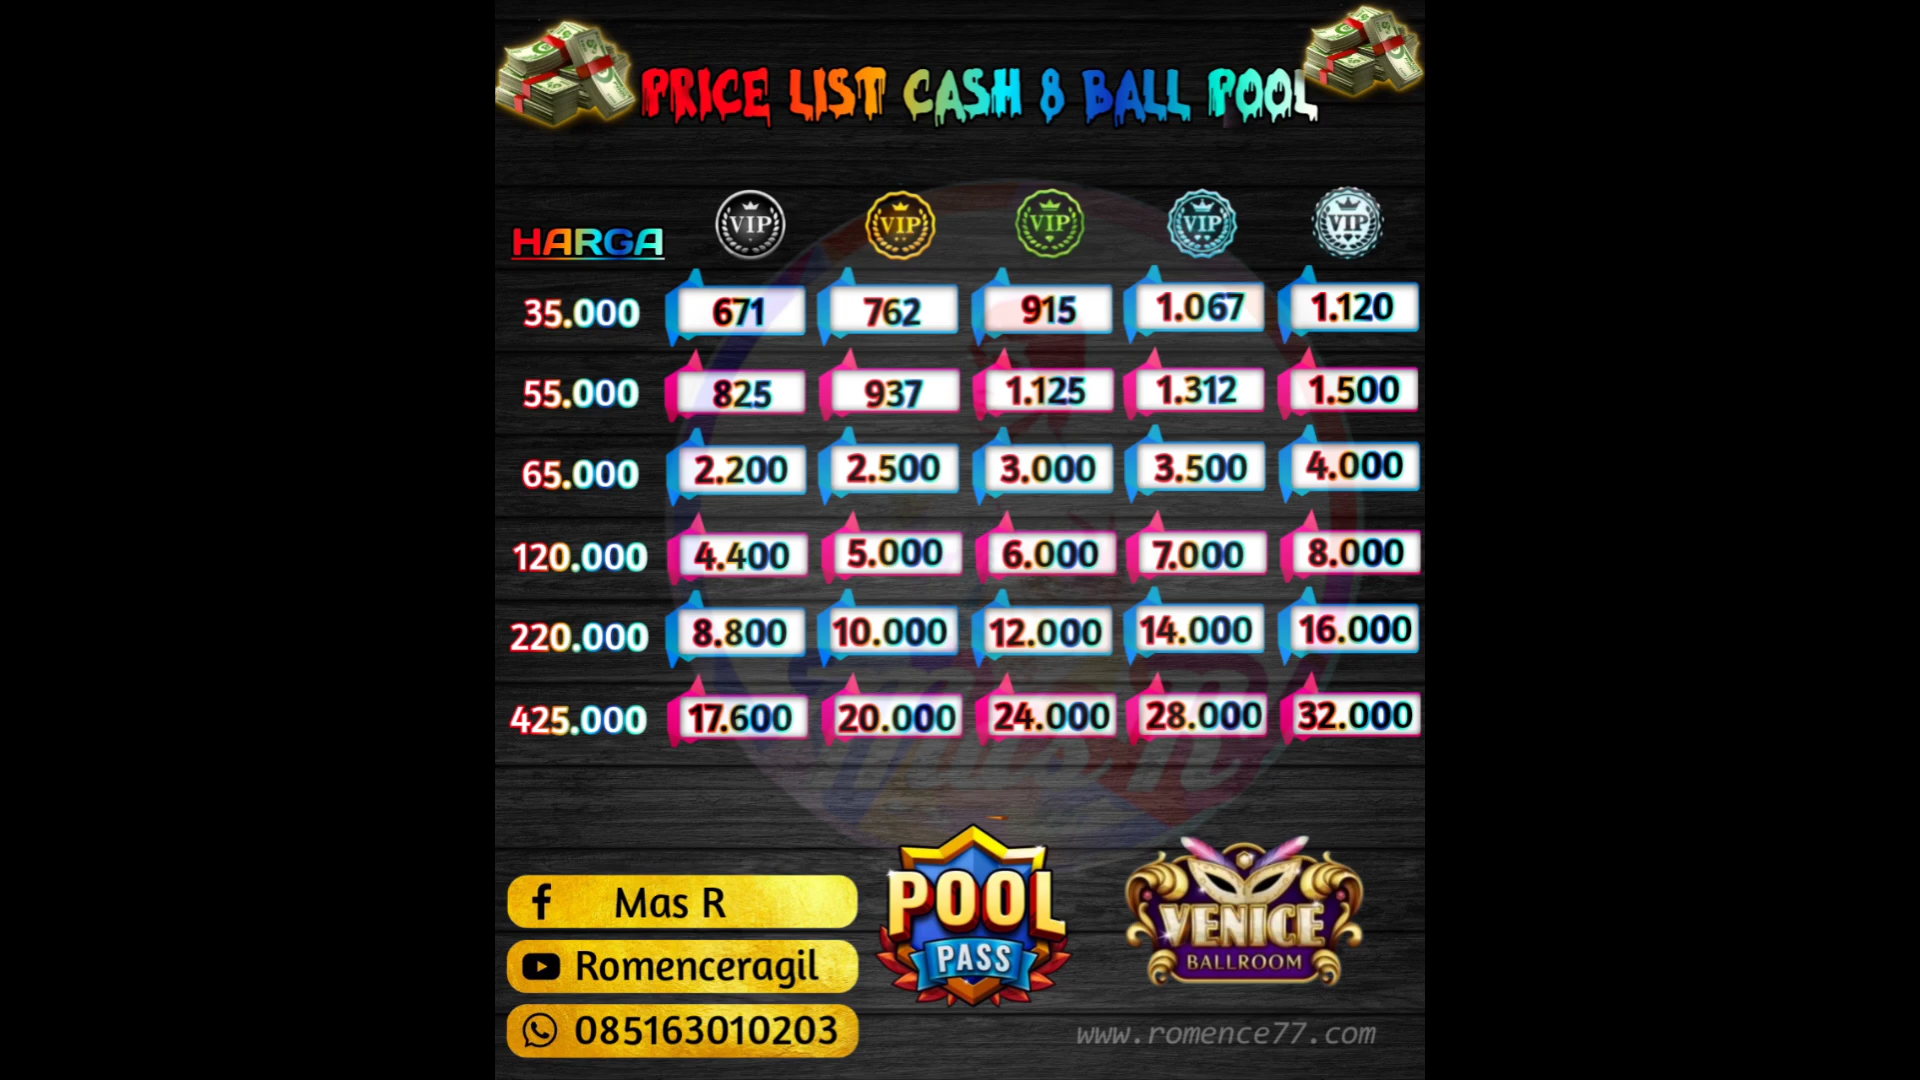 PRICE LIST CASH 8 BALL POOL
HARGA VIP VIP VIP VIP VIP
35.000 671 762 915 1.067 1.120
55.000 825 937 1.125 1.312 1.500
65.000 2.200 2.500 3.000 3.500 4.000
120.000 4.400 5.000 6.000 7.000 8.000
220.000 8.800 10.000 12.000 14.000 16.000
425.000 17.600 20.000 24.000 28.000 32.000
Mas R
Mas R
Romenceragil
085163010203
POOL
PASS
VENICE
BALLROOM
www.romence77.com